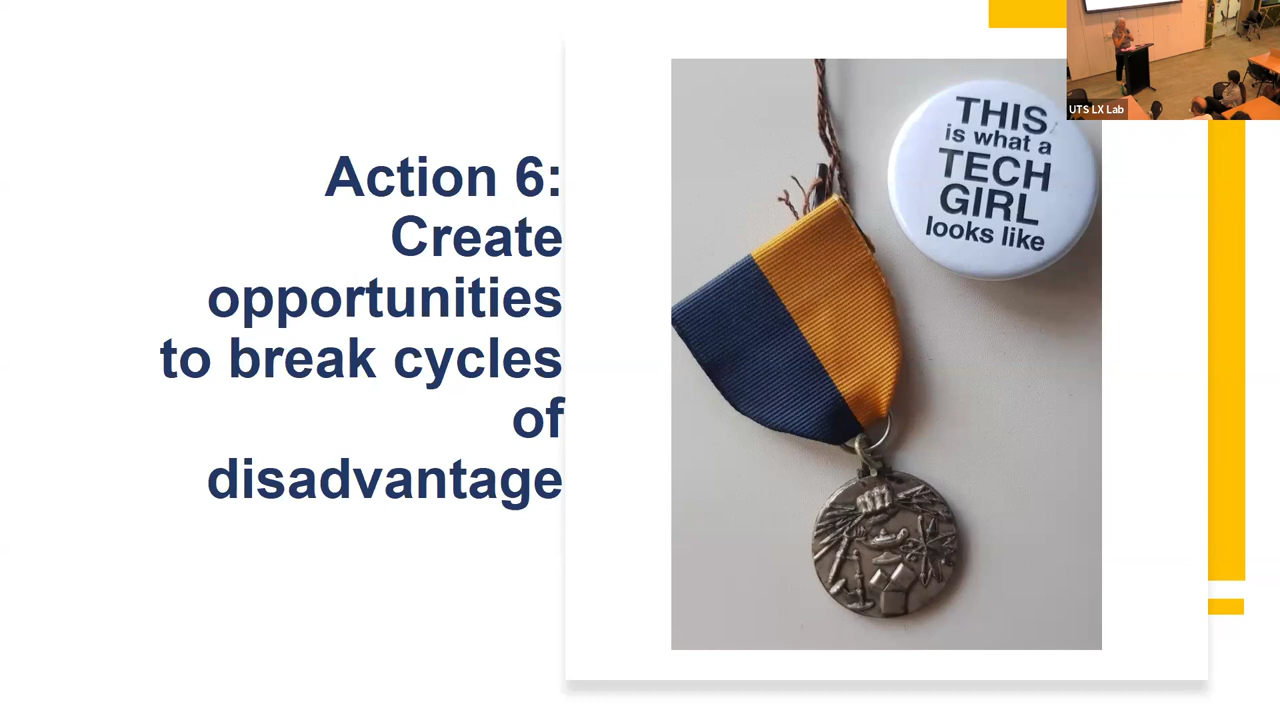 Action 6:
Create
opportunities
to break cycles
of
disadvantage
THIS
is what a
TECH
GIRL
looks like
UTS LX Lab